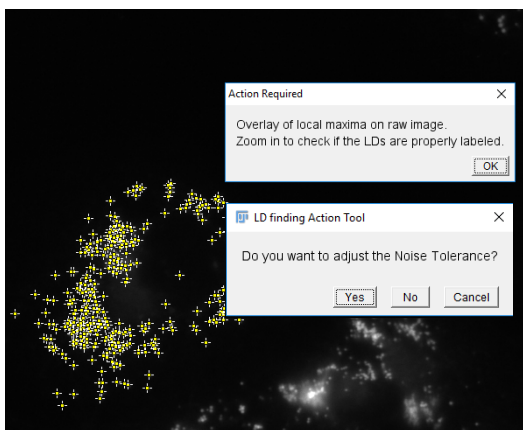 Action Required
Overlay of local maxima on raw image.
Zoom in to check if the LDs are properly labeled.
OK
LD finding Action Tool
Do you want to adjust the Noise Tolerance?
Yes No Cancel